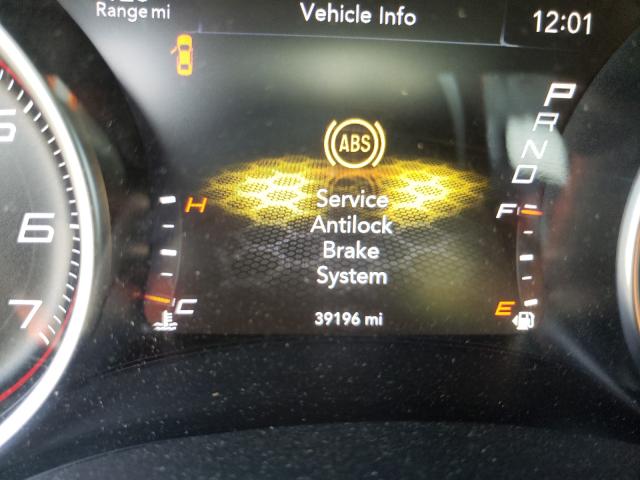 Range mi
Vehicle Info
12:01
P
R
N
D
ABS
5
6
7
H
C
F
E
Service
Antilock
Brake
System
39196 mi